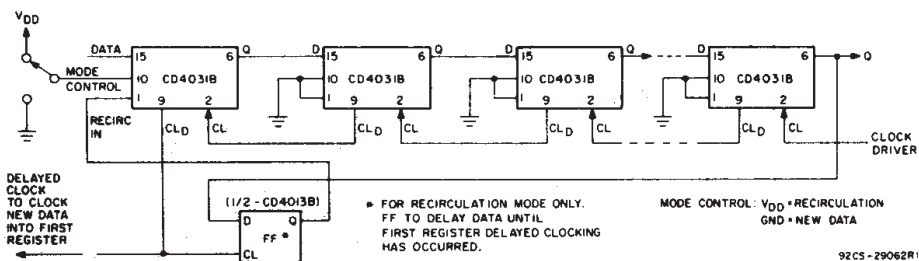 VDD
DATA
15
6
Q
D
15
6
Q
D
15
6
Q
D
15
6
Q
MODE
CONTROL
10
CD4031B
10
CD4031B
10
CD4031B
10
CD4031B
1
9
2
1
9
2
1
9
2
1
9
2
RECIRC
IN
CLD
CL
CLD
CL
CLD
CL
CLD
CL
CLOCK
DRIVER
DELAYED
CLOCK
TO CLOCK
NEW DATA
INTO FIRST
REGISTER
(1/2 - CD4013B)
D
Q
FF *
CL
* FOR RECIRCULATION MODE ONLY.
FF TO DELAY DATA UNTIL
FIRST REGISTER DELAYED CLOCKING
HAS OCCURRED.
MODE CONTROL: VDD = RECIRCULATION
GND = NEW DATA
92CS-29062R1